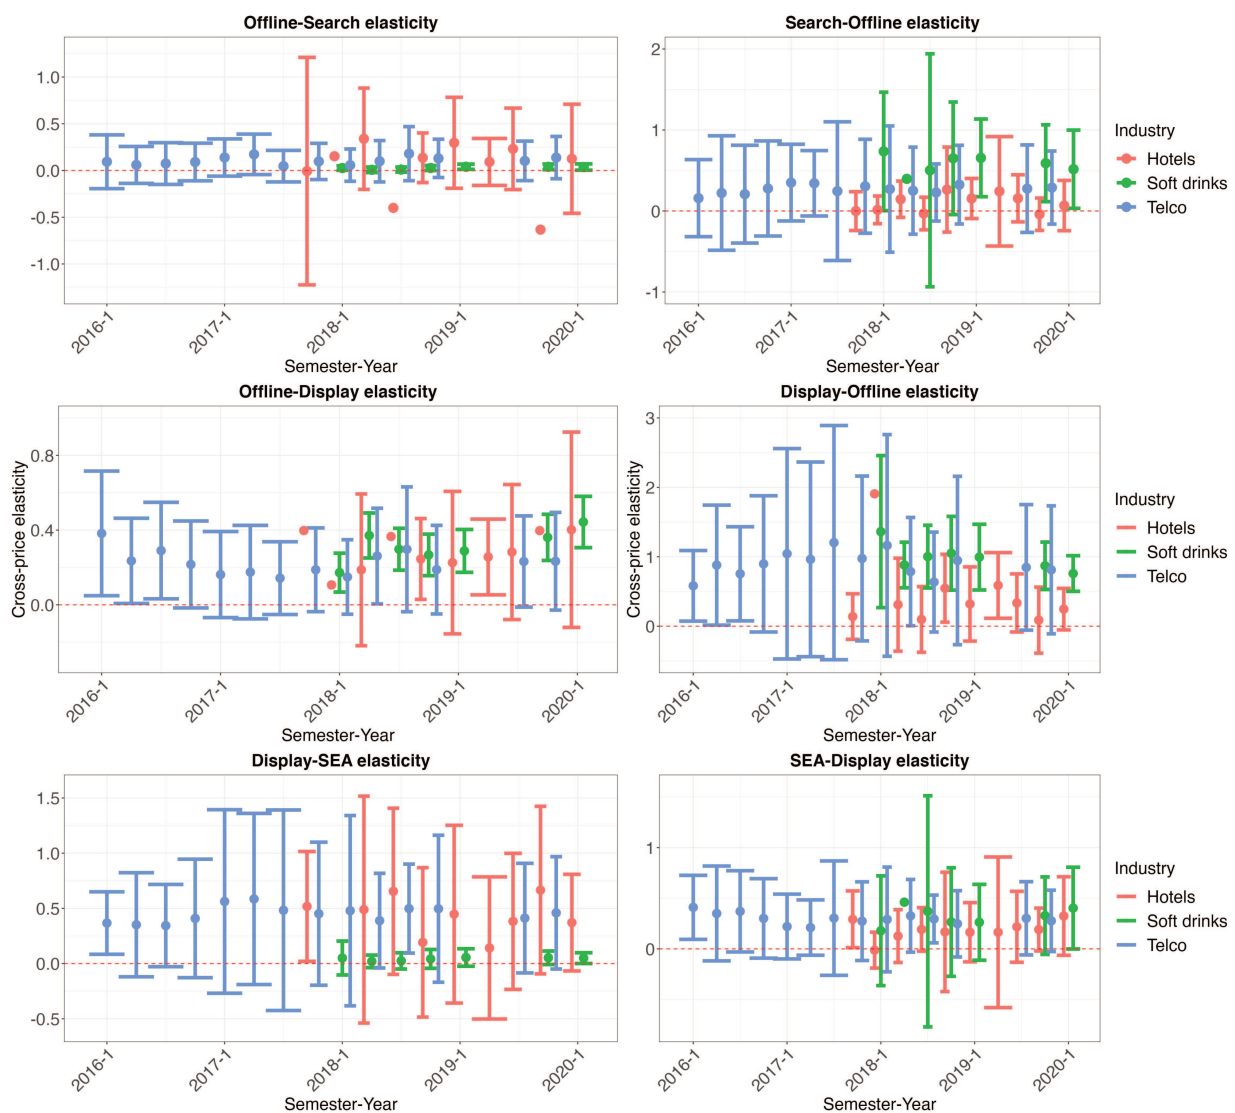 Offline-Search elasticity
1.0
0.5
0.0
-0.5
-1.0
2016-1
2017-1
2018-1
2019-1
2020-1
Semester-Year
Search-Offline elasticity
2
1
0
-1
2016-1
2017-1
2018-1
2019-1
2020-1
Semester-Year
Industry
Hotels
Soft drinks
Telco
Offline-Display elasticity
Cross-price elasticity
0.8
0.4
0.0
2016-1
2017-1
2018-1
2019-1
2020-1
Semester-Year
Display-Offline elasticity
Cross-price elasticity
3
2
1
0
2016-1
2017-1
2018-1
2019-1
2020-1
Semester-Year
Industry
Hotels
Soft drinks
Telco
Display-SEA elasticity
1.5
1.0
0.5
0.0
-0.5
2016-1
2017-1
2018-1
2019-1
2020-1
Semester-Year
SEA-Display elasticity
1
0
2016-1
2017-1
2018-1
2019-1
2020-1
Semester-Year
Industry
Hotels
Soft drinks
Telco